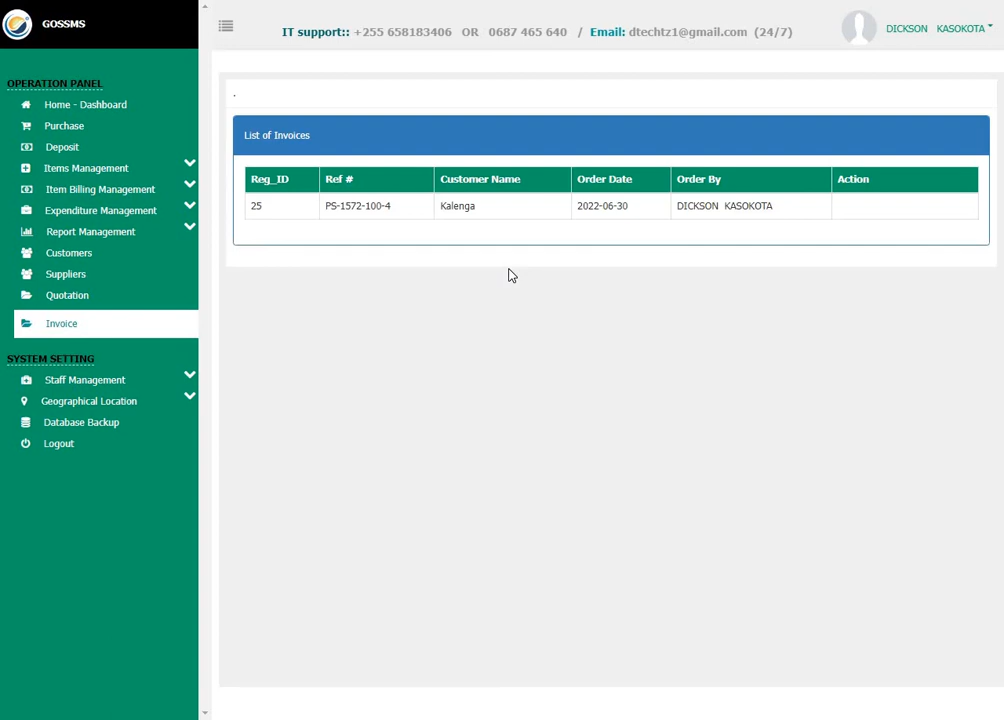 GOSSMS
IT support:: +255 658183406 OR 0687 465 640 / Email: dtechtz1@gmail.com (24/7)
DICKSON KASOKOTA
OPERATION PANEL
Home - Dashboard
Purchase
Deposit
Items Management
Item Billing Management
Expenditure Management
Report Management
Customers
Suppliers
Quotation
Invoice
SYSTEM SETTING
Staff Management
Geographical Location
Database Backup
Logout
.
List of Invoices
Reg_ID Ref # Customer Name Order Date Order By Action
25 PS-1572-100-4 Kalenga 2022-06-30 DICKSON KASOKOTA